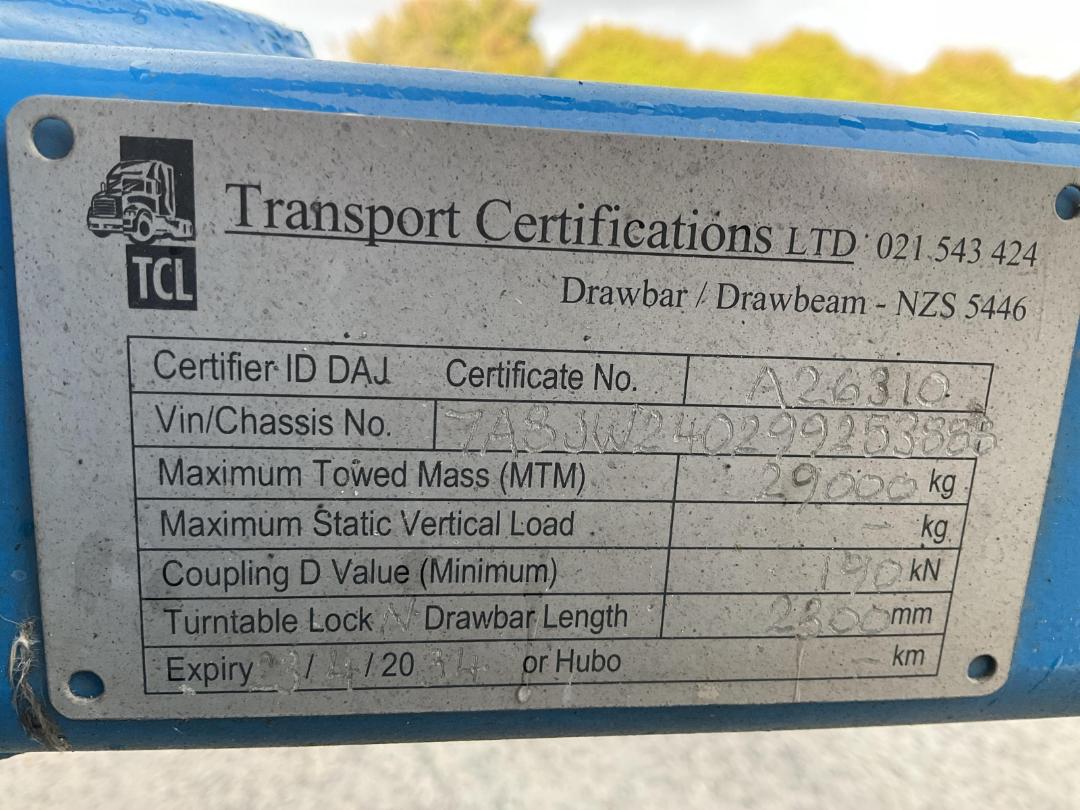 TCL
Transport Certifications LTD 021 543 424
Drawbar / Drawbeam - NZS 5446
Certifier ID DAJ Certificate No. A26310
Vin/Chassis No.
Maximum Towed Mass (MTM) 29000 kg
Maximum Static Vertical Load - kg
Coupling D Value (Minimum) 190 kN
Turntable Lock N Drawbar Length 2300 mm
Expiry / 4 / 20 34 or Hubo - km